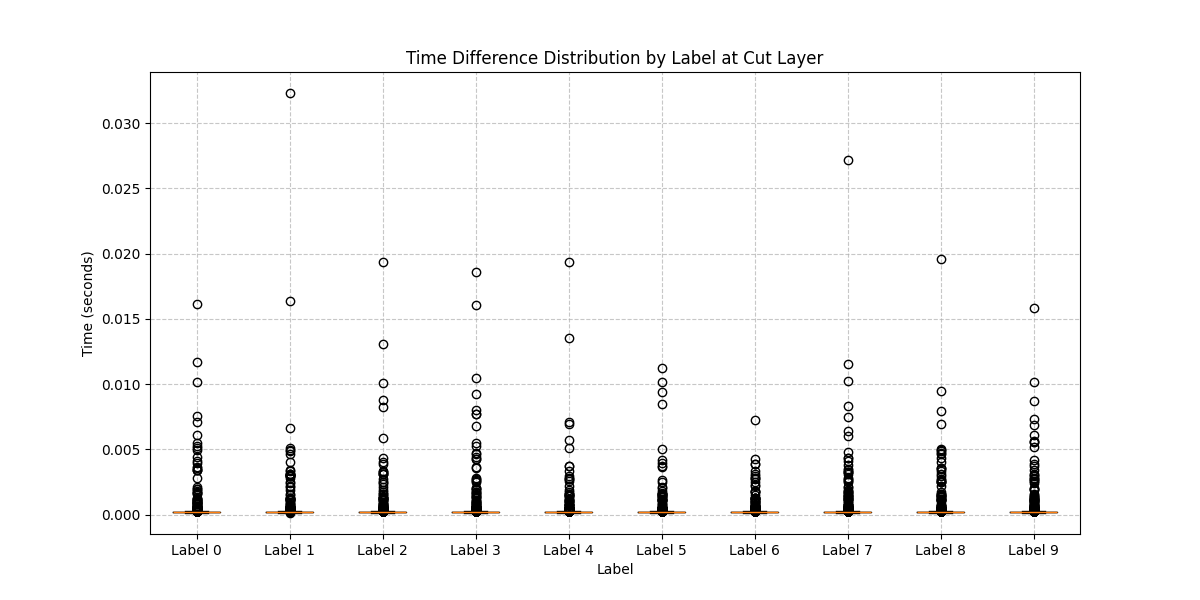 Time Difference Distribution by Label at Cut Layer
0.030
0.025
0.020
0.015
0.010
0.005
0.000
Time (seconds)
Label 0 Label 1 Label 2 Label 3 Label 4 Label 5 Label 6 Label 7 Label 8 Label 9
Label